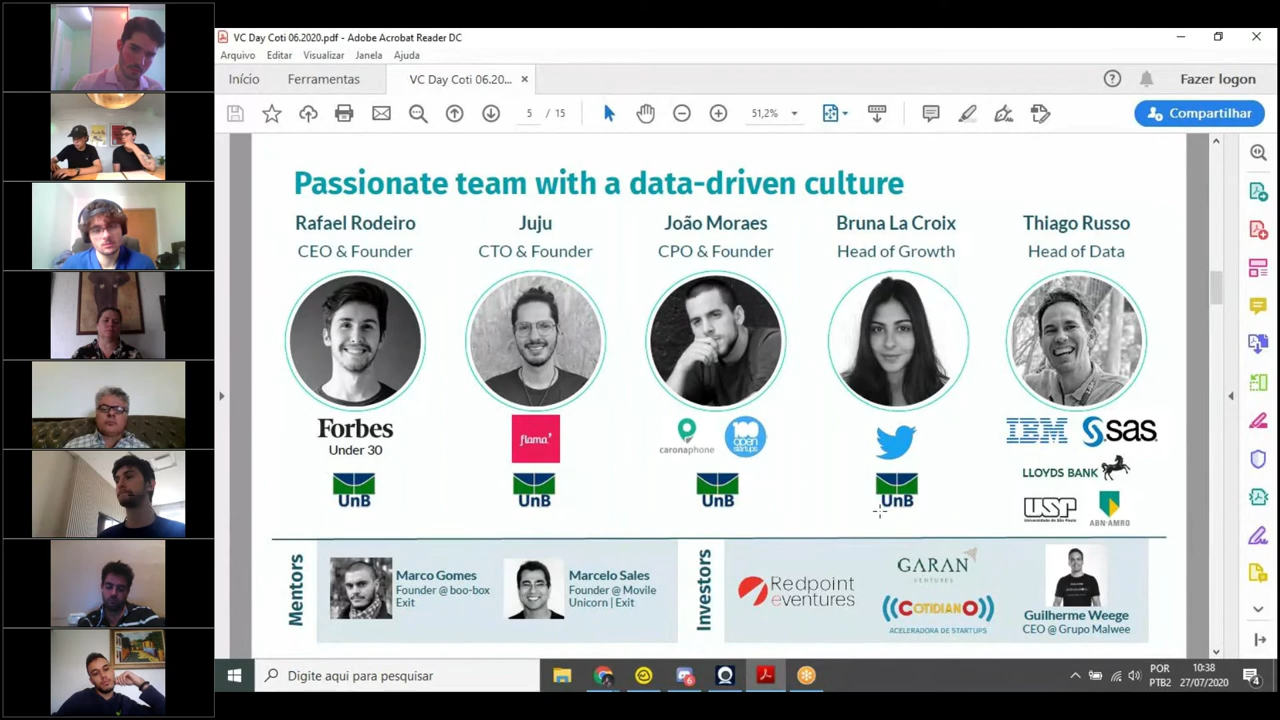 VC Day Coti 06.2020.pdf - Adobe Acrobat Reader DC
Arquivo Editar Visualizar Janela Ajuda
Início Ferramentas VC Day Coti 06.20... × Fazer logon
5 / 15 51,2% Compartilhar
Passionate team with a data-driven culture
Rafael Rodeiro
CEO & Founder
Forbes
Under 30
UnB
Juju
CTO & Founder
flama'
UnB
João Moraes
CPO & Founder
caronaphone
100 open startups
UnB
Bruna La Croix
Head of Growth
UnB
Thiago Russo
Head of Data
IBM
sas
LLOYDS BANK
USP
Universidade de São Paulo
ABN·AMRO
Mentors
Marco Gomes
Founder @ boo-box
Exit
Marcelo Sales
Founder @ Movile
Unicorn | Exit
Investors
Redpoint
eventures
GARAN
VENTURES
COTIDIANO
ACELERADORA DE STARTUPS
Guilherme Weege
CEO @ Grupo Malwee
Digite aqui para pesquisar
6
POR
PTB2
10:38
27/07/2020
4